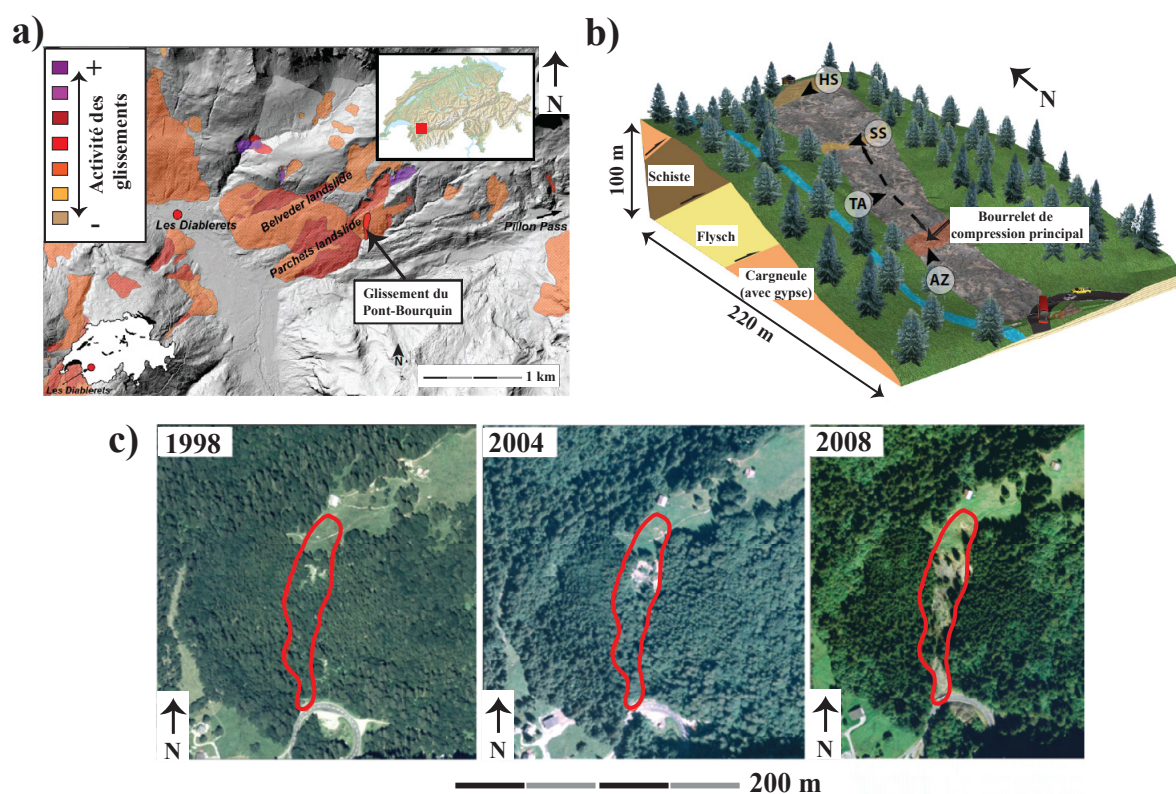 a)
+
Activité des
glissements
-
N
Les Diablerets
Belveder landslide
Parchets landslide
Pillon Pass
Glissement du
Pont-Bourquin
N
1 km
Les Diablerets
b)
N
HS
SS
TA
AZ
100 m
Schiste
Flysch
Cargneule
(avec gypse)
220 m
Bourrelet de
compression principal
c)
1998
2004
2008
N
N
N
200 m